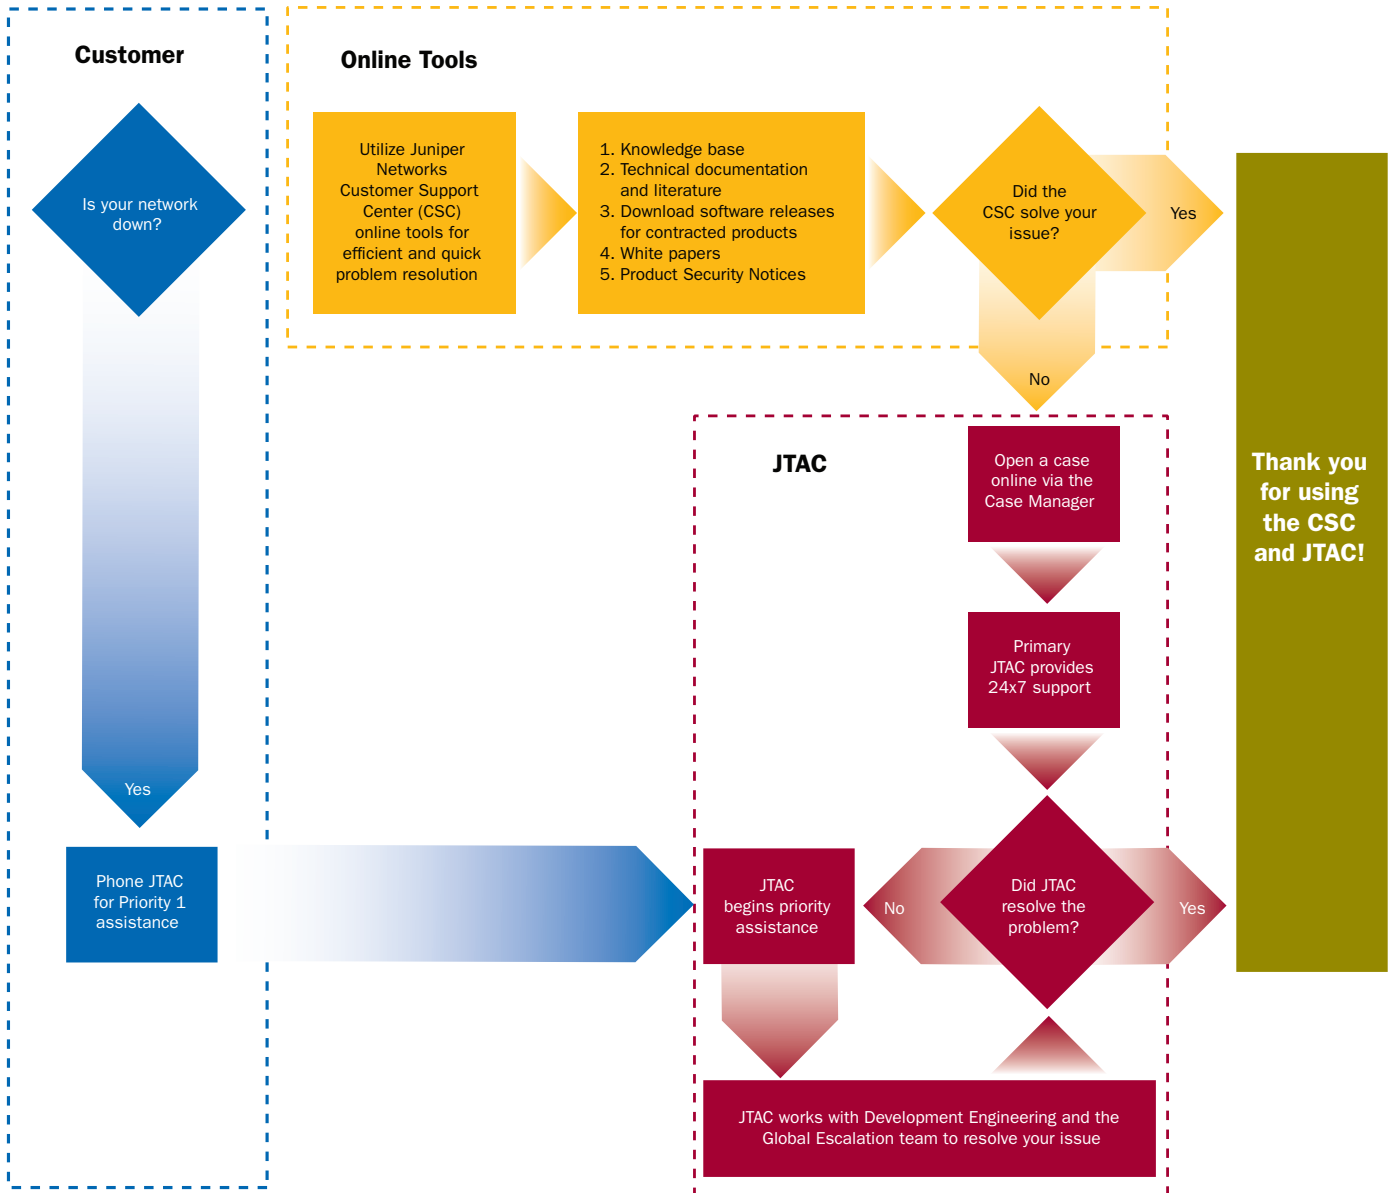 Customer
Is your network
down?
Yes
Phone JTAC
for Priority 1
assistance
Online Tools
Utilize Juniper
Networks
Customer Support
Center (CSC)
online tools for
efficient and quick
problem resolution
1. Knowledge base
2. Technical documentation
and literature
3. Download software releases
for contracted products
4. White papers
5. Product Security Notices
Did the
CSC solve your
issue?
Yes
No
JTAC
Open a case
online via the
Case Manager
Primary
JTAC provides
24x7 support
Did JTAC
resolve the
problem?
No
Yes
JTAC
begins priority
assistance
JTAC works with Development Engineering and the
Global Escalation team to resolve your issue
Thank you
for using
the CSC
and JTAC!